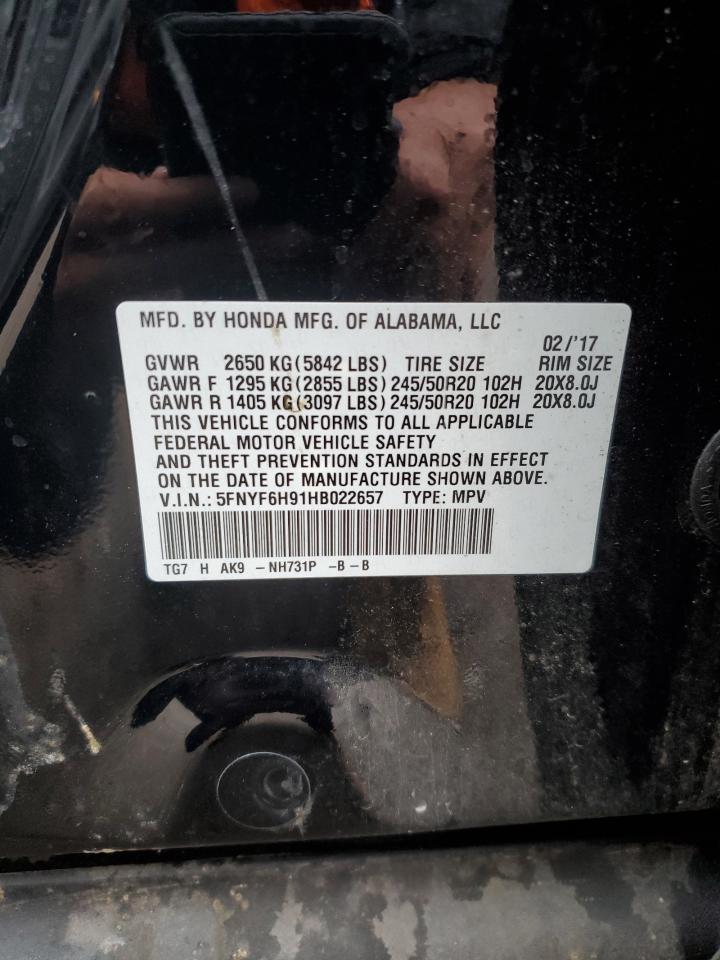 MFD. BY HONDA MFG. OF ALABAMA, LLC
02/'17
GVWR 2650 KG (5842 LBS) TIRE SIZE RIM SIZE
GAWR F 1295 KG (2855 LBS) 245/50R20 102H 20X8.0J
GAWR R 1405 KG (3097 LBS) 245/50R20 102H 20X8.0J
THIS VEHICLE CONFORMS TO ALL APPLICABLE
FEDERAL MOTOR VEHICLE SAFETY
AND THEFT PREVENTION STANDARDS IN EFFECT
ON THE DATE OF MANUFACTURE SHOWN ABOVE.
V.I.N.: 5FNYF6H91HB022657 TYPE: MPV
TG7 H AK9 -NH731P -B-B